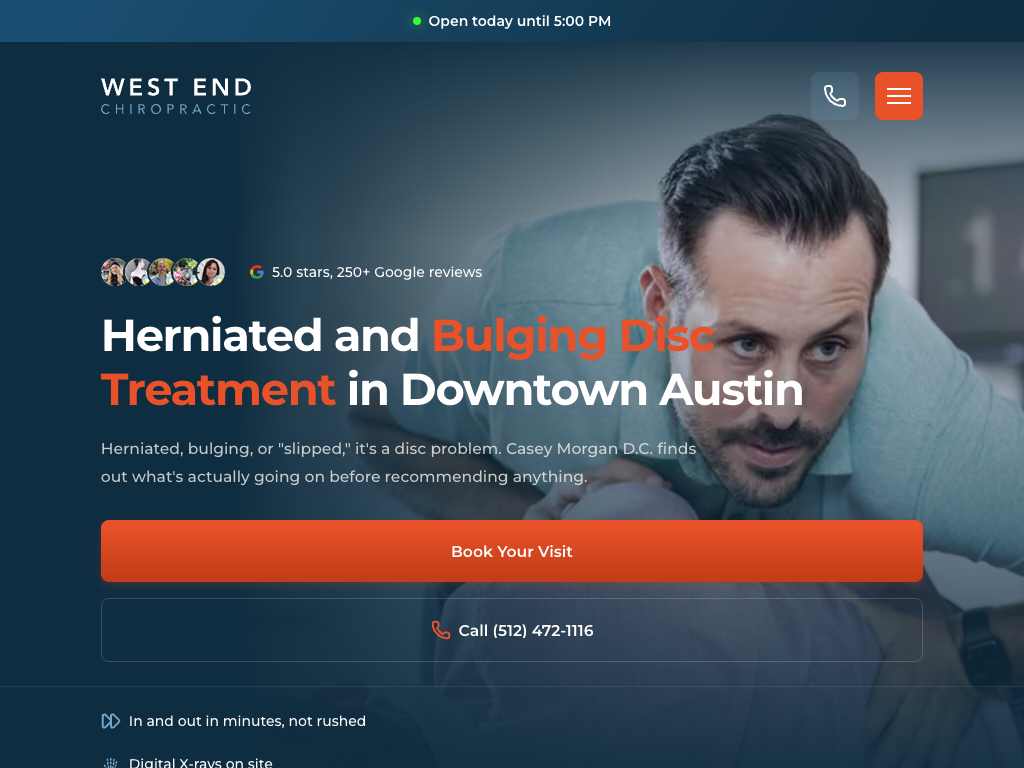 Open today until 5:00 PM
WEST END
CHIROPRACTIC
5.0 stars, 250+ Google reviews
Herniated and Bulging Disc
Treatment in Downtown Austin
Herniated, bulging, or "slipped," it's a disc problem. Casey Morgan D.C. finds
out what's actually going on before recommending anything.
Book Your Visit
Call (512) 472-1116
In and out in minutes, not rushed
Digital X-rays on site